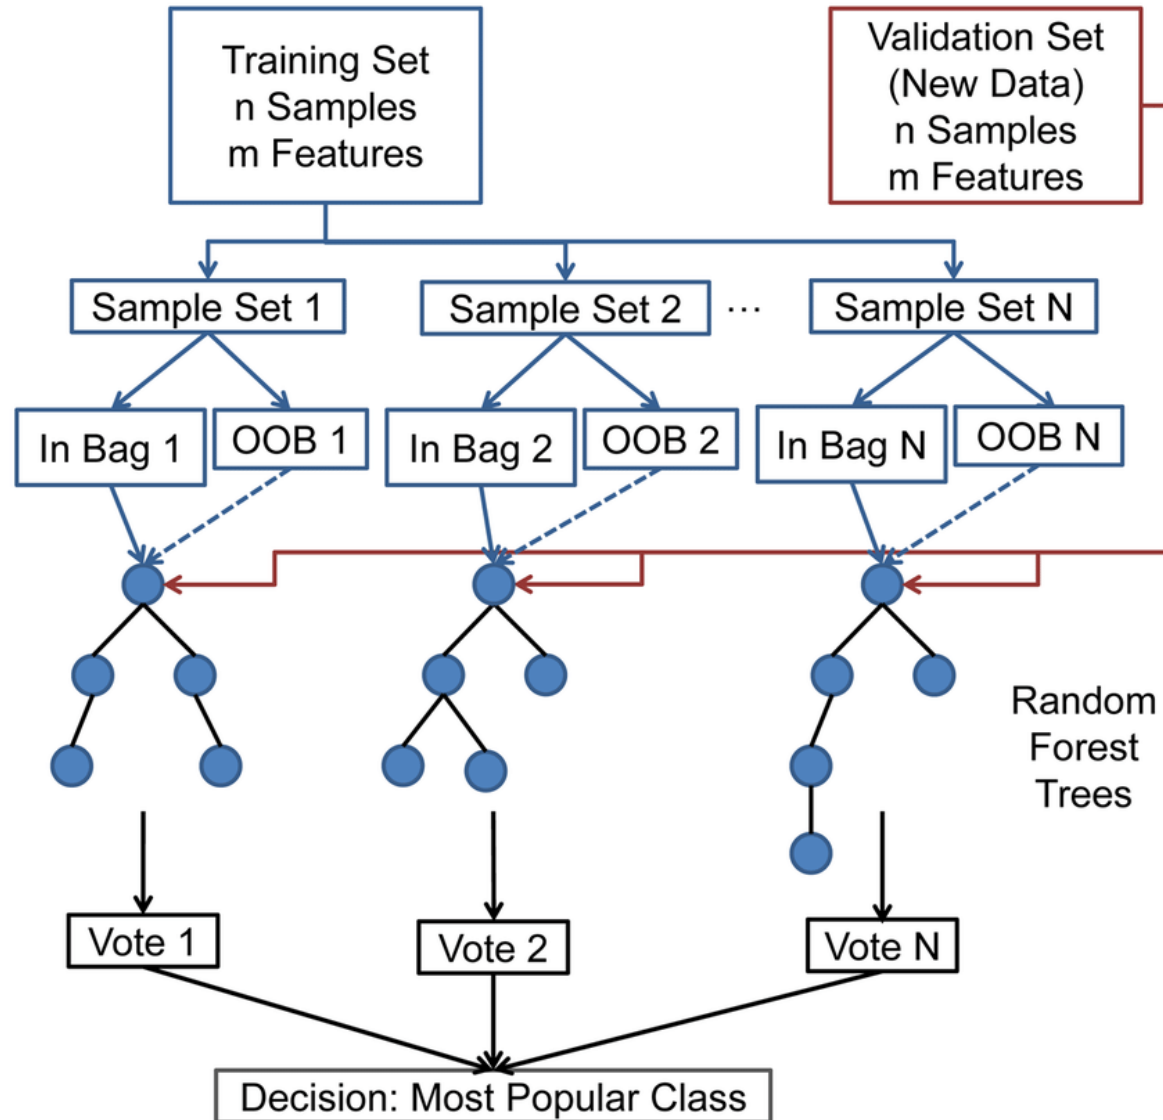 Training Set
n Samples
m Features
Validation Set
(New Data)
n Samples
m Features
Sample Set 1
Sample Set 2
...
Sample Set N
In Bag 1
OOB 1
In Bag 2
OOB 2
In Bag N
OOB N
Random
Forest
Trees
Vote 1
Vote 2
Vote N
Decision: Most Popular Class